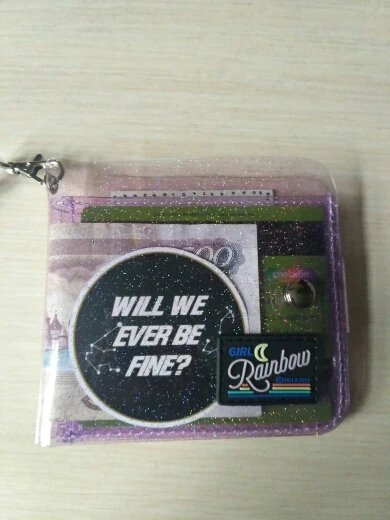 WILL WE
EVER BE
FINE?
GIRL
Rainbow